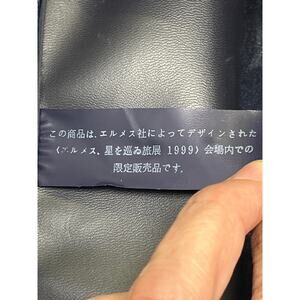 この商品は、エルメス社によってデザインされた
〈エルメス、星を巡る旅展 1999〉会場内での
限定販売品です。